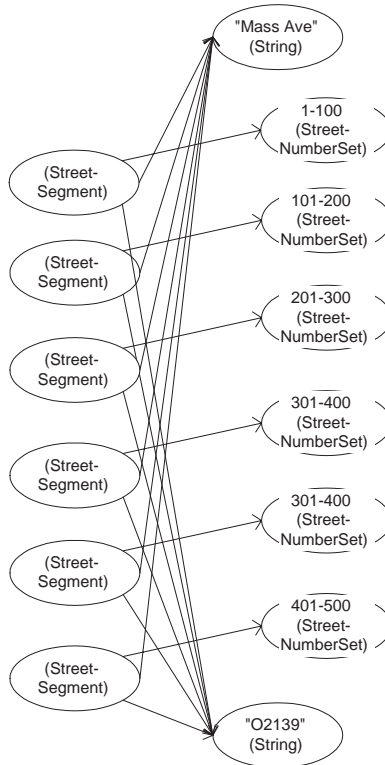 "Mass Ave"
(String)
1-100
(Street-
NumberSet)
(Street-
Segment)
101-200
(Street-
NumberSet)
(Street-
Segment)
201-300
(Street-
NumberSet)
(Street-
Segment)
301-400
(Street-
NumberSet)
(Street-
Segment)
301-400
(Street-
NumberSet)
(Street-
Segment)
401-500
(Street-
NumberSet)
(Street-
Segment)
"O2139"
(String)